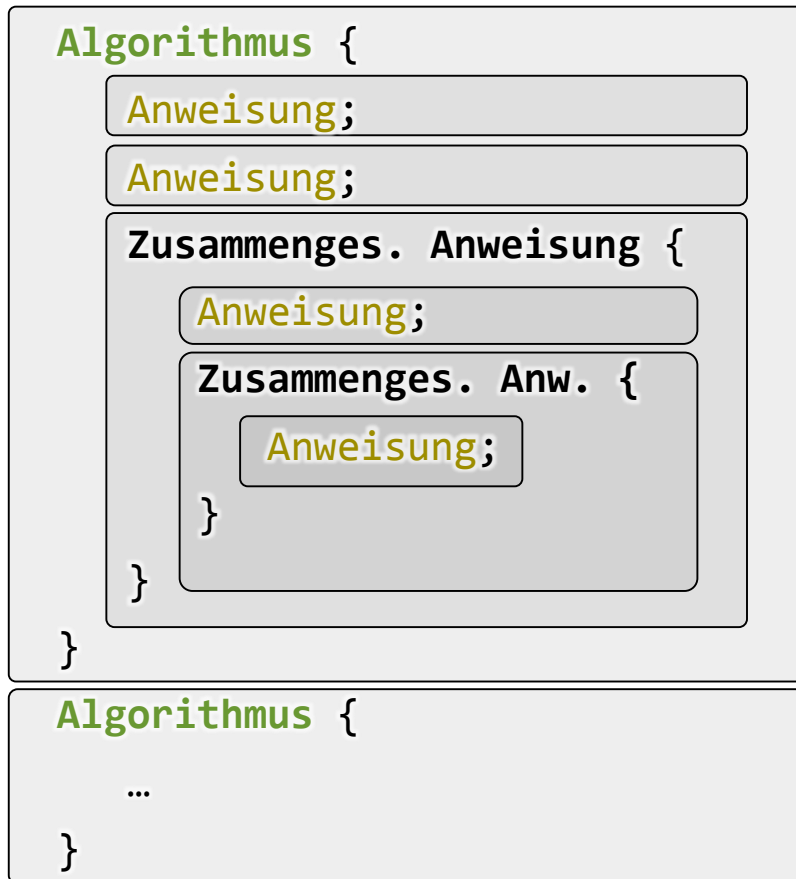 Algorithmus {
Anweisung;
Anweisung;
Zusammenges. Anweisung {
Anweisung;
Zusammenges. Anw. {
Anweisung;
}
}
}
Algorithmus {
…
}